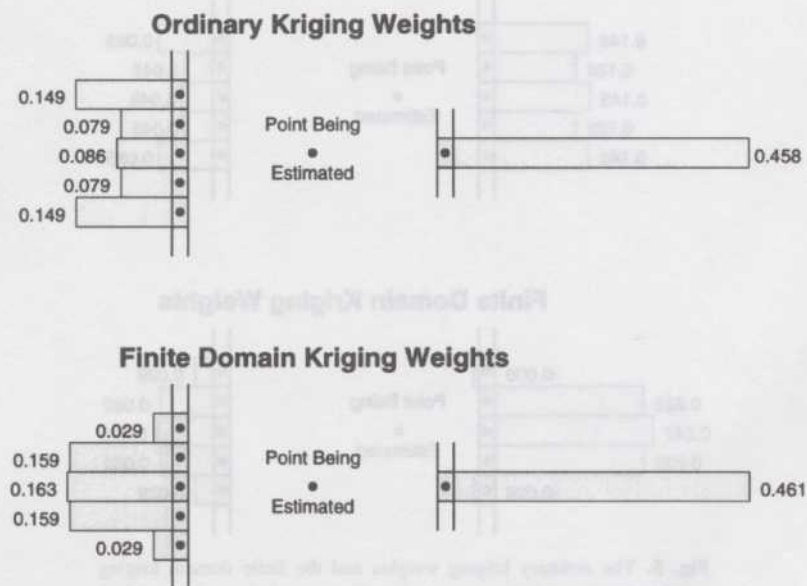 Ordinary Kriging Weights
0.149
0.079
0.086
0.079
0.149
Point Being
Estimated
0.458
Finite Domain Kriging Weights
0.029
0.159
0.163
0.159
0.029
Point Being
Estimated
0.461